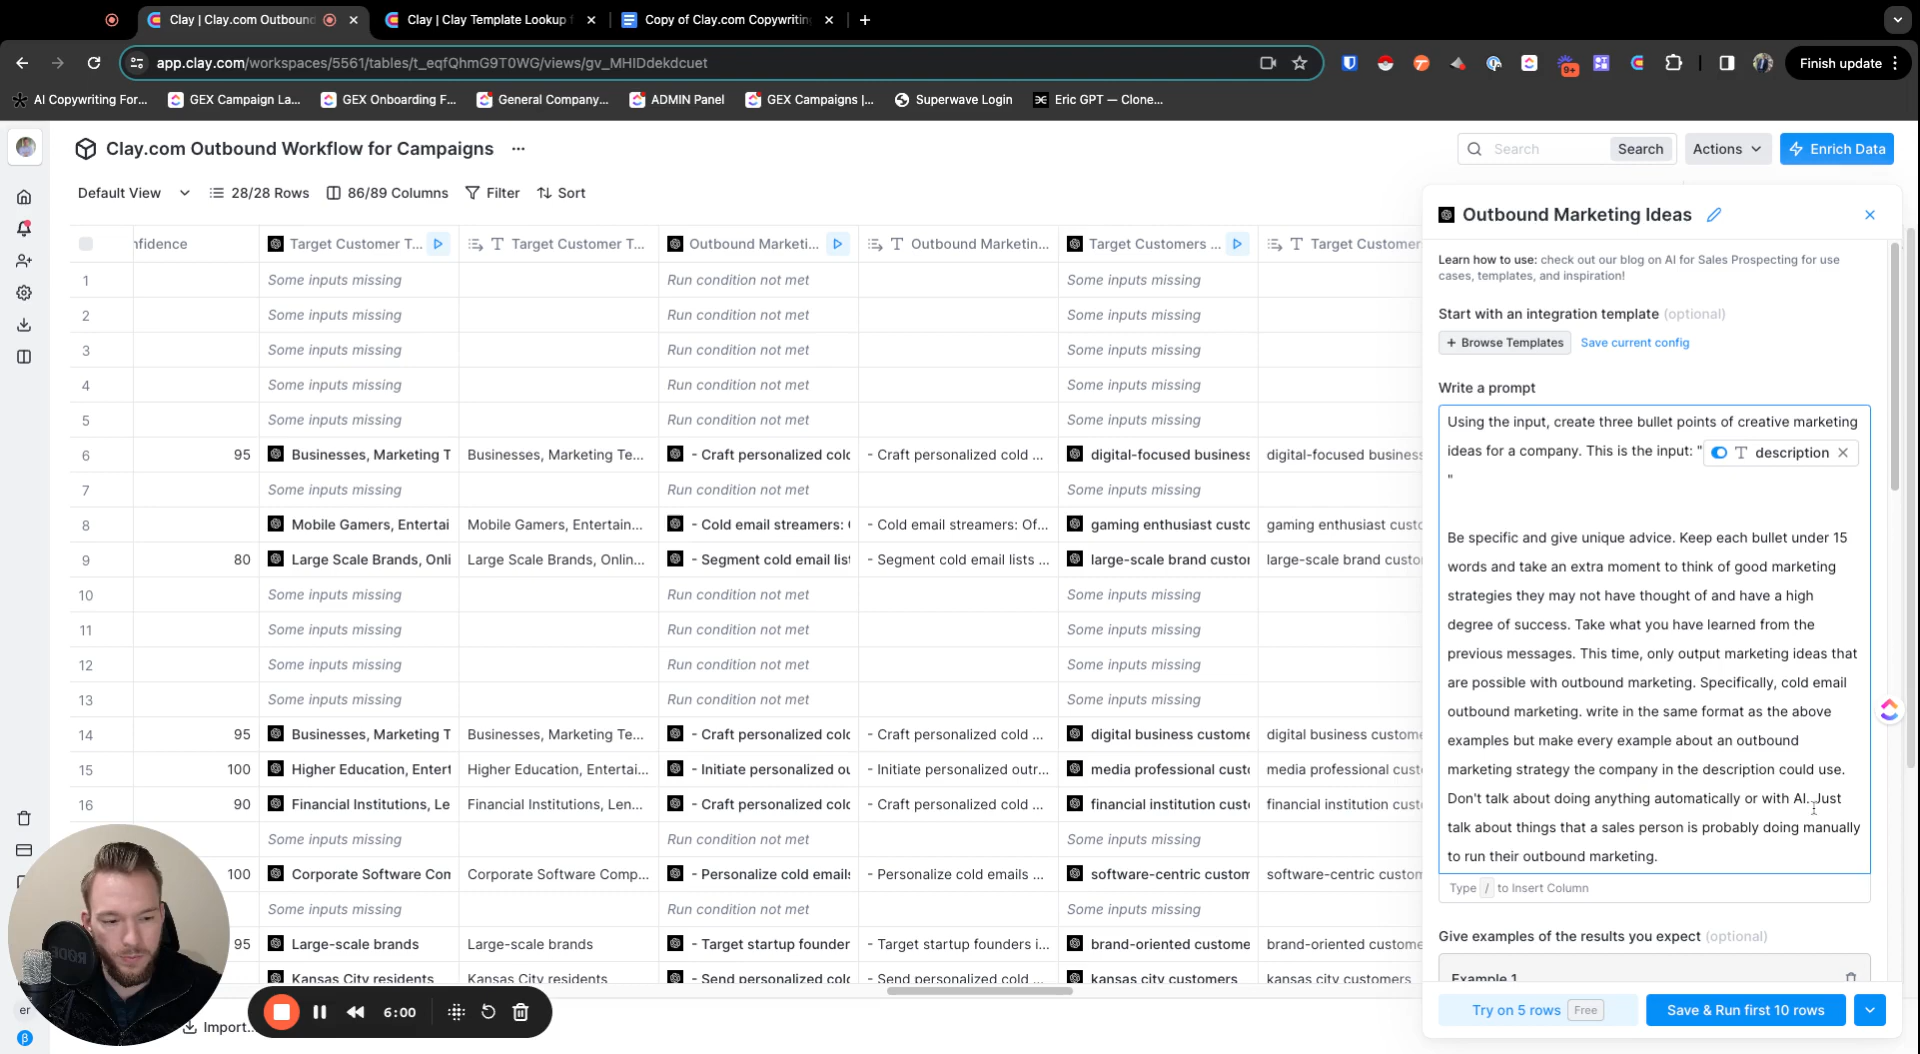 Clay | Clay.com Outbound
Clay | Clay Template Lookup f
Copy of Clay.com Copywriting
app.clay.com/workspaces/5561/tables/t_eqfQhmG9T0WG/views/gv_MHIDdekdcuet
9+
Finish update
AI Copywriting For...
GEX Campaign La...
GEX Onboarding F...
General Company...
ADMIN Panel
GEX Campaigns |...
Superwave Login
Eric GPT — Clone...
Clay.com Outbound Workflow for Campaigns ...
Search Search
Actions
Enrich Data
Default View
28/28 Rows
86/89 Columns
Filter
Sort
nfidence Target Customer T... Target Customer T... Outbound Marketi... Outbound Marketin... Target Customers ... Target Customer
1 Some inputs missing Run condition not met Some inputs missing
2 Some inputs missing Run condition not met Some inputs missing
3 Some inputs missing Run condition not met Some inputs missing
4 Some inputs missing Run condition not met Some inputs missing
5 Some inputs missing Run condition not met Some inputs missing
6 95 Businesses, Marketing T Businesses, Marketing Te... - Craft personalized cold - Craft personalized cold ... digital-focused business digital-focused business
7 Some inputs missing Run condition not met Some inputs missing
8 Mobile Gamers, Entertai Mobile Gamers, Entertain... - Cold email streamers: - Cold email streamers: Of... gaming enthusiast custo gaming enthusiast custo
9 80 Large Scale Brands, Onli Large Scale Brands, Onlin... - Segment cold email list - Segment cold email lists ... large-scale brand custor large-scale brand custor
10 Some inputs missing Run condition not met Some inputs missing
11 Some inputs missing Run condition not met Some inputs missing
12 Some inputs missing Run condition not met Some inputs missing
13 Some inputs missing Run condition not met Some inputs missing
14 95 Businesses, Marketing T Businesses, Marketing Te... - Craft personalized cold - Craft personalized cold ... digital business custome digital business custome
15 100 Higher Education, Entert Higher Education, Entertai... - Initiate personalized ou - Initiate personalized outr... media professional custo media professional custo
16 90 Financial Institutions, Le Financial Institutions, Len... - Craft personalized cold - Craft personalized cold ... financial institution cust financial institution cust
Some inputs missing Run condition not met Some inputs missing
100 Corporate Software Com Corporate Software Comp... - Personalize cold emails - Personalize cold emails ... software-centric custom software-centric custom
Some inputs missing Run condition not met Some inputs missing
95 Large-scale brands Large-scale brands - Target startup founder - Target startup founders i... brand-oriented custome brand-oriented custome
Kansas City residents Kansas City residents - Send personalized cold - Send personalized cold ... kansas city customers kansas city customers
Outbound Marketing Ideas
Learn how to use: check out our blog on AI for Sales Prospecting for use
cases, templates, and inspiration!
Start with an integration template (optional)
+ Browse Templates Save current config
Write a prompt
Using the input, create three bullet points of creative marketing
ideas for a company. This is the input: " description
"
Be specific and give unique advice. Keep each bullet under 15
words and take an extra moment to think of good marketing
strategies they may not have thought of and have a high
degree of success. Take what you have learned from the
previous messages. This time, only output marketing ideas that
are possible with outbound marketing. Specifically, cold email
outbound marketing. write in the same format as the above
examples but make every example about an outbound
marketing strategy the company in the description could use.
Don't talk about doing anything automatically or with AI. Just
talk about things that a sales person is probably doing manually
to run their outbound marketing.
Type / to Insert Column
Give examples of the results you expect (optional)
Example 1
Try on 5 rows Free
Save & Run first 10 rows
RØDE
er
β
6:00
Import...